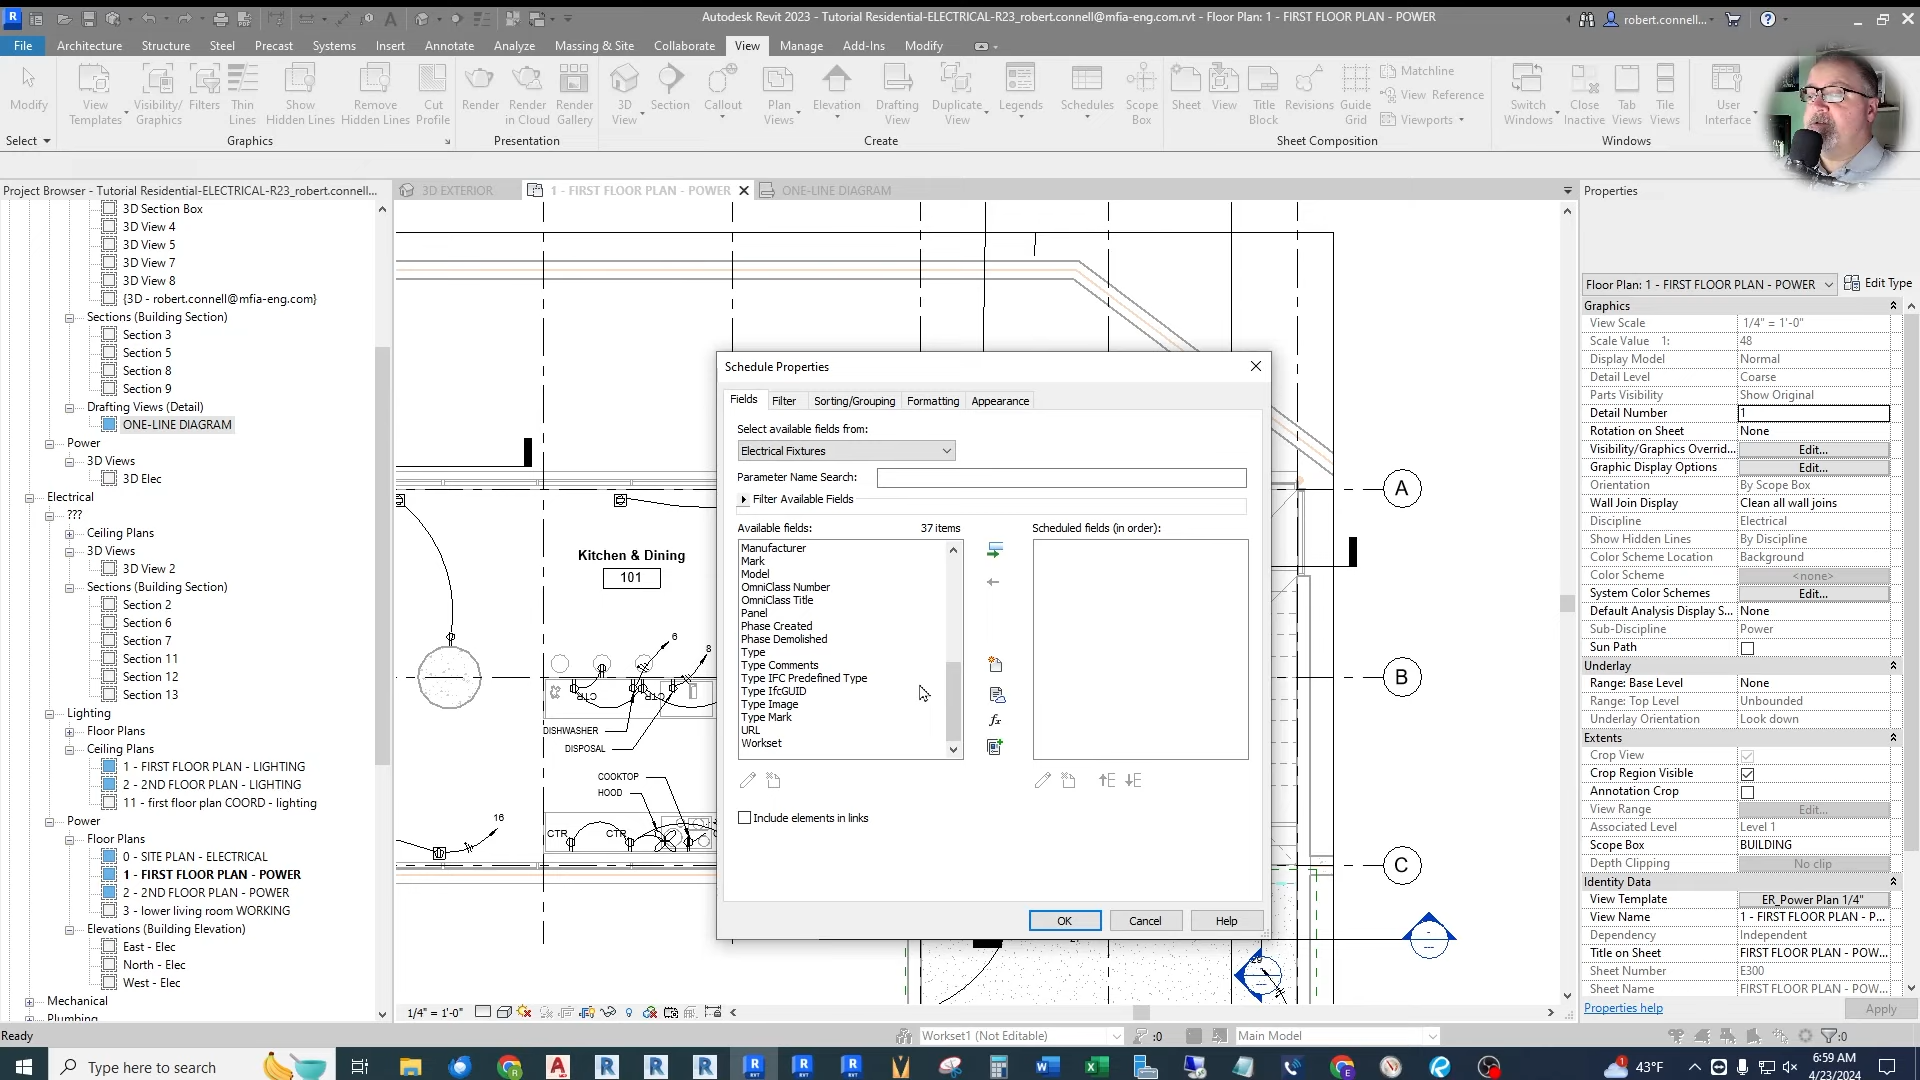 Autodesk Revit 2023 - Tutorial Residential-ELECTRICAL-R23_robert.connell@mfia-eng.com.rvt - Floor Plan: 1 - FIRST FLOOR PLAN - POWER
robert.connell...
File Architecture Structure Steel Precast Systems Insert Annotate Analyze Massing & Site Collaborate View Manage Add-Ins Modify
Modify
View Templates
Visibility/ Graphics
Filters
Thin Lines
Show Hidden Lines
Remove Hidden Lines
Cut Profile
Render
Render in Cloud
Render Gallery
3D View
Section
Callout
Plan Views
Elevation
Drafting View
Duplicate View
Legends
Schedules
Scope Box
Sheet
View
Title Block
Revisions
Guide Grid
Matchline
View Reference
Viewports
Switch Windows
Close Inactive
Tab Views
Tile Views
User Interface
Select Graphics Presentation Create Sheet Composition Windows
Project Browser - Tutorial Residential-ELECTRICAL-R23_robert.connell...
3D Section Box
3D View 4
3D View 5
3D View 7
3D View 8
{3D - robert.connell@mfia-eng.com}
Sections (Building Section)
Section 3
Section 5
Section 8
Section 9
Drafting Views (Detail)
ONE-LINE DIAGRAM
Power
3D Views
3D Elec
Electrical
???
Ceiling Plans
3D Views
3D View 2
Sections (Building Section)
Section 2
Section 6
Section 7
Section 11
Section 12
Section 13
Lighting
Floor Plans
Ceiling Plans
1 - FIRST FLOOR PLAN - LIGHTING
2 - 2ND FLOOR PLAN - LIGHTING
11 - first floor plan COORD - lighting
Power
Floor Plans
0 - SITE PLAN - ELECTRICAL
1 - FIRST FLOOR PLAN - POWER
2 - 2ND FLOOR PLAN - POWER
3 - lower living room WORKING
Elevations (Building Elevation)
East - Elec
North - Elec
West - Elec
Mechanical
Plumbing
3D EXTERIOR 1 - FIRST FLOOR PLAN - POWER ONE-LINE DIAGRAM
Kitchen & Dining
101
6
8
CTR CTR
DISHWASHER
DISPOSAL
COOKTOP
HOOD
16
CTR CTR
A
B
C
Schedule Properties
Fields Filter Sorting/Grouping Formatting Appearance
Select available fields from:
Electrical Fixtures
Parameter Name Search:
Filter Available Fields
Available fields: 37 items Scheduled fields (in order):
Manufacturer
Mark
Model
OmniClass Number
OmniClass Title
Panel
Phase Created
Phase Demolished
Type
Type Comments
Type IFC Predefined Type
Type IfcGUID
Type Image
Type Mark
URL
Workset
Include elements in links
OK Cancel Help
Properties
Floor Plan: 1 - FIRST FLOOR PLAN - POWER Edit Type
Graphics
View Scale 1/4" = 1'-0"
Scale Value 1: 48
Display Model Normal
Detail Level Coarse
Parts Visibility Show Original
Detail Number 1
Rotation on Sheet None
Visibility/Graphics Overrid... Edit...
Graphic Display Options Edit...
Orientation By Scope Box
Wall Join Display Clean all wall joins
Discipline Electrical
Show Hidden Lines By Discipline
Color Scheme Location Background
Color Scheme <none>
System Color Schemes Edit...
Default Analysis Display S... None
Sub-Discipline Power
Sun Path
Underlay
Range: Base Level None
Range: Top Level Unbounded
Underlay Orientation Look down
Extents
Crop View
Crop Region Visible
Annotation Crop
View Range Edit...
Associated Level Level 1
Scope Box BUILDING
Depth Clipping No clip
Identity Data
View Template ER_Power Plan 1/4"
View Name 1 - FIRST FLOOR PLAN - P...
Dependency Independent
Title on Sheet FIRST FLOOR PLAN - POW...
Sheet Number E300
Sheet Name FIRST FLOOR PLAN - POW...
Properties help Apply
1/4" = 1'-0"
Ready Workset1 (Not Editable) :0 Main Model :0
Type here to search
43°F
6:59 AM
4/23/2024